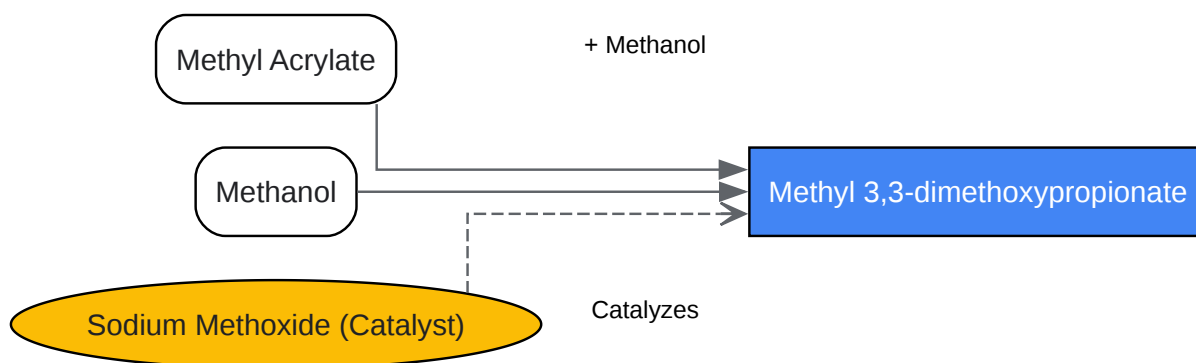 Methyl Acrylate
+ Methanol
Methanol
Methyl 3,3-dimethoxypropionate
Sodium Methoxide (Catalyst)
Catalyzes